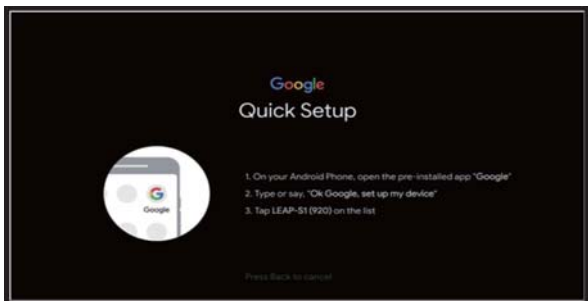 Google
Quick Setup
1. On your Android Phone, open the pre-installed app "Google"
2. Type or say, "Ok Google, set up my device"
3. Tap LEAP-S1 (920) on the list
G
Google
Press Back to cancel